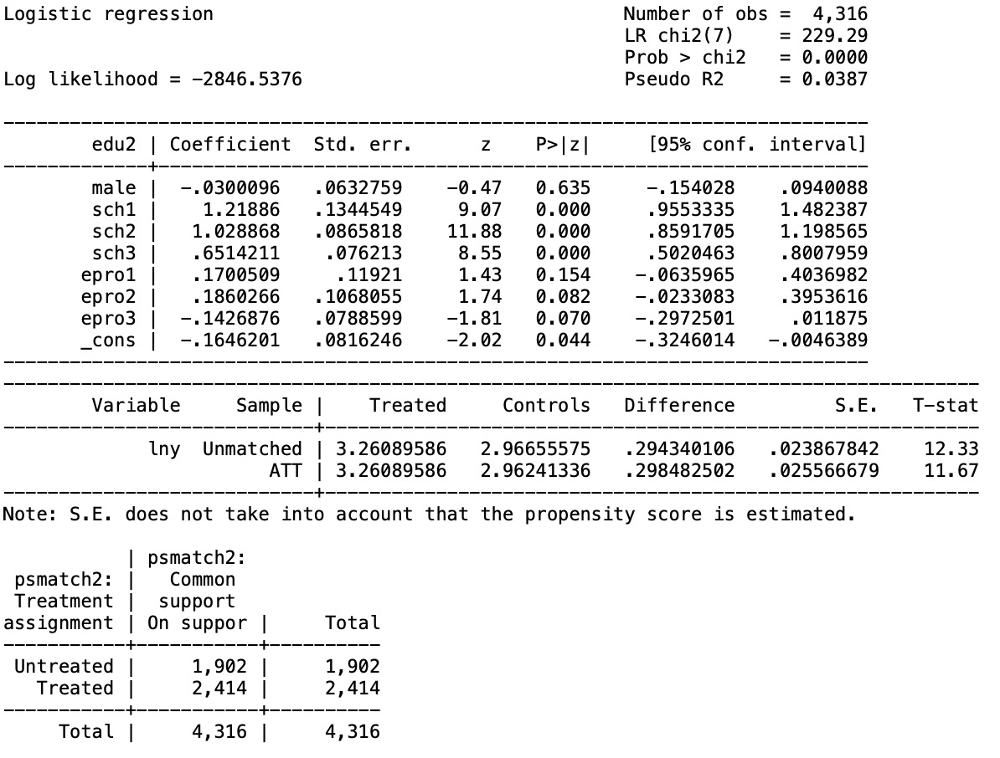 Logistic regression                                     Number of obs =  4,316
                                                        LR chi2(7)    = 229.29
                                                        Prob > chi2   = 0.0000
Log likelihood = -2846.5376                             Pseudo R2     = 0.0387
------------------------------------------------------------------------------
        edu2 | Coefficient  Std. err.      z    P>|z|     [95% conf. interval]
-------------+----------------------------------------------------------------
        male |  -.0300096   .0632759    -0.47   0.635     -.154028    .0940088
        sch1 |    1.21886   .1344549     9.07   0.000     .9553335    1.482387
        sch2 |   1.028868   .0865818    11.88   0.000     .8591705    1.198565
        sch3 |   .6514211    .076213     8.55   0.000     .5020463    .8007959
       epro1 |   .1700509     .11921     1.43   0.154    -.0635965    .4036982
       epro2 |   .1860266   .1068055     1.74   0.082    -.0233083    .3953616
       epro3 |  -.1426876   .0788599    -1.81   0.070    -.2972501     .011875
       _cons |  -.1646201   .0816246    -2.02   0.044    -.3246014   -.0046389
------------------------------------------------------------------------------
----------------------------------------------------------------------------------------
        Variable     Sample |    Treated     Controls   Difference         S.E.   T-stat
----------------------------+-----------------------------------------------------------
             lny  Unmatched | 3.26089586   2.96655575   .294340106   .023867842    12.33
                        ATT | 3.26089586   2.96241336   .298482502   .025566679    11.67
----------------------------+-----------------------------------------------------------
Note: S.E. does not take into account that the propensity score is estimated.
           | psmatch2:
 psmatch2: |   Common
 Treatment |  support
assignment | On suppor |     Total
-----------+-----------+----------
 Untreated |     1,902 |     1,902
   Treated |     2,414 |     2,414
-----------+-----------+----------
     Total |     4,316 |     4,316